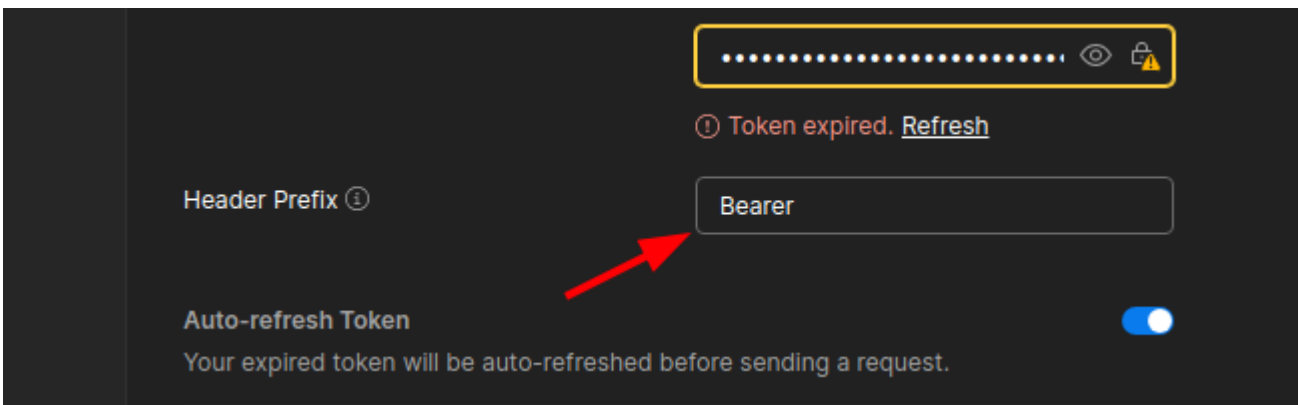 Token expired. Refresh
Header Prefix
Bearer
Auto-refresh Token
Your expired token will be auto-refreshed before sending a request.